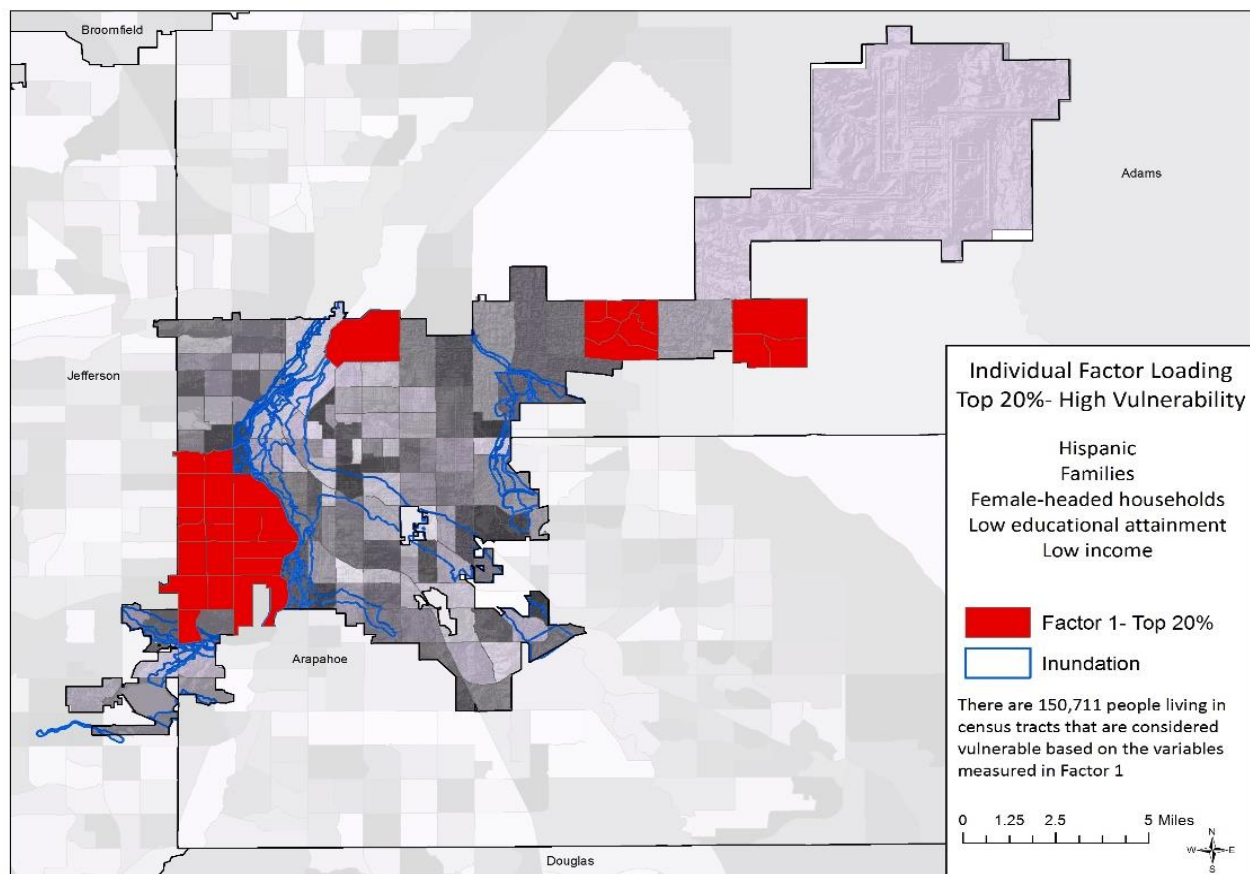 Broomfield
Adams
Jefferson
Arapahoe
Douglas
Individual Factor Loading
Top 20%- High Vulnerability
Hispanic
Families
Female-headed households
Low educational attainment
Low income
Factor 1- Top 20%
Inundation
There are 150,711 people living in
census tracts that are considered
vulnerable based on the variables
measured in Factor 1
0 1.25 2.5 5 Miles
N
W E
S